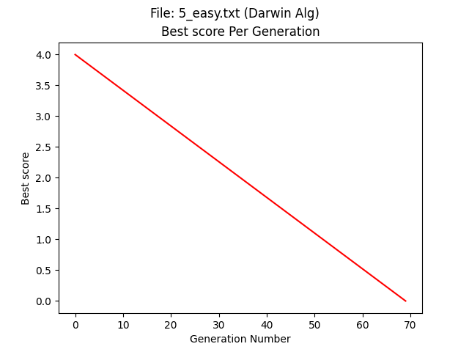 File: 5_easy.txt (Darwin Alg)
Best score Per Generation
4.0
3.5
3.0
2.5
2.0
1.5
1.0
0.5
0.0
Best score
0 10 20 30 40 50 60 70
Generation Number